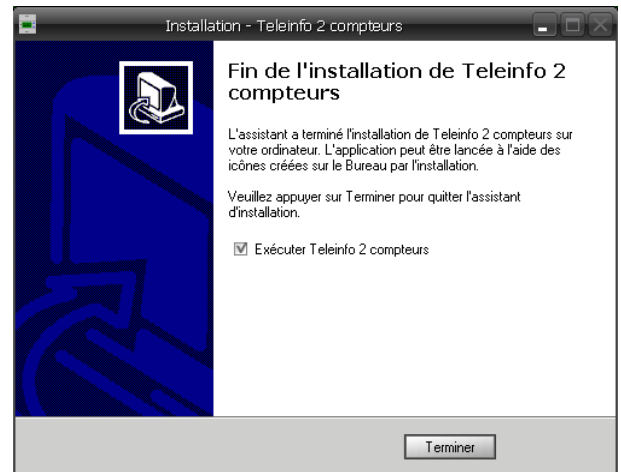 Installation - Teleinfo 2 compteurs
Fin de l'installation de Teleinfo 2
compteurs
L'assistant a terminé l'installation de Teleinfo 2 compteurs sur
votre ordinateur. L'application peut être lancée à l'aide des
icônes créées sur le Bureau par l'installation.
Veuillez appuyer sur Terminer pour quitter l'assistant
d'installation.
Exécuter Teleinfo 2 compteurs
Terminer